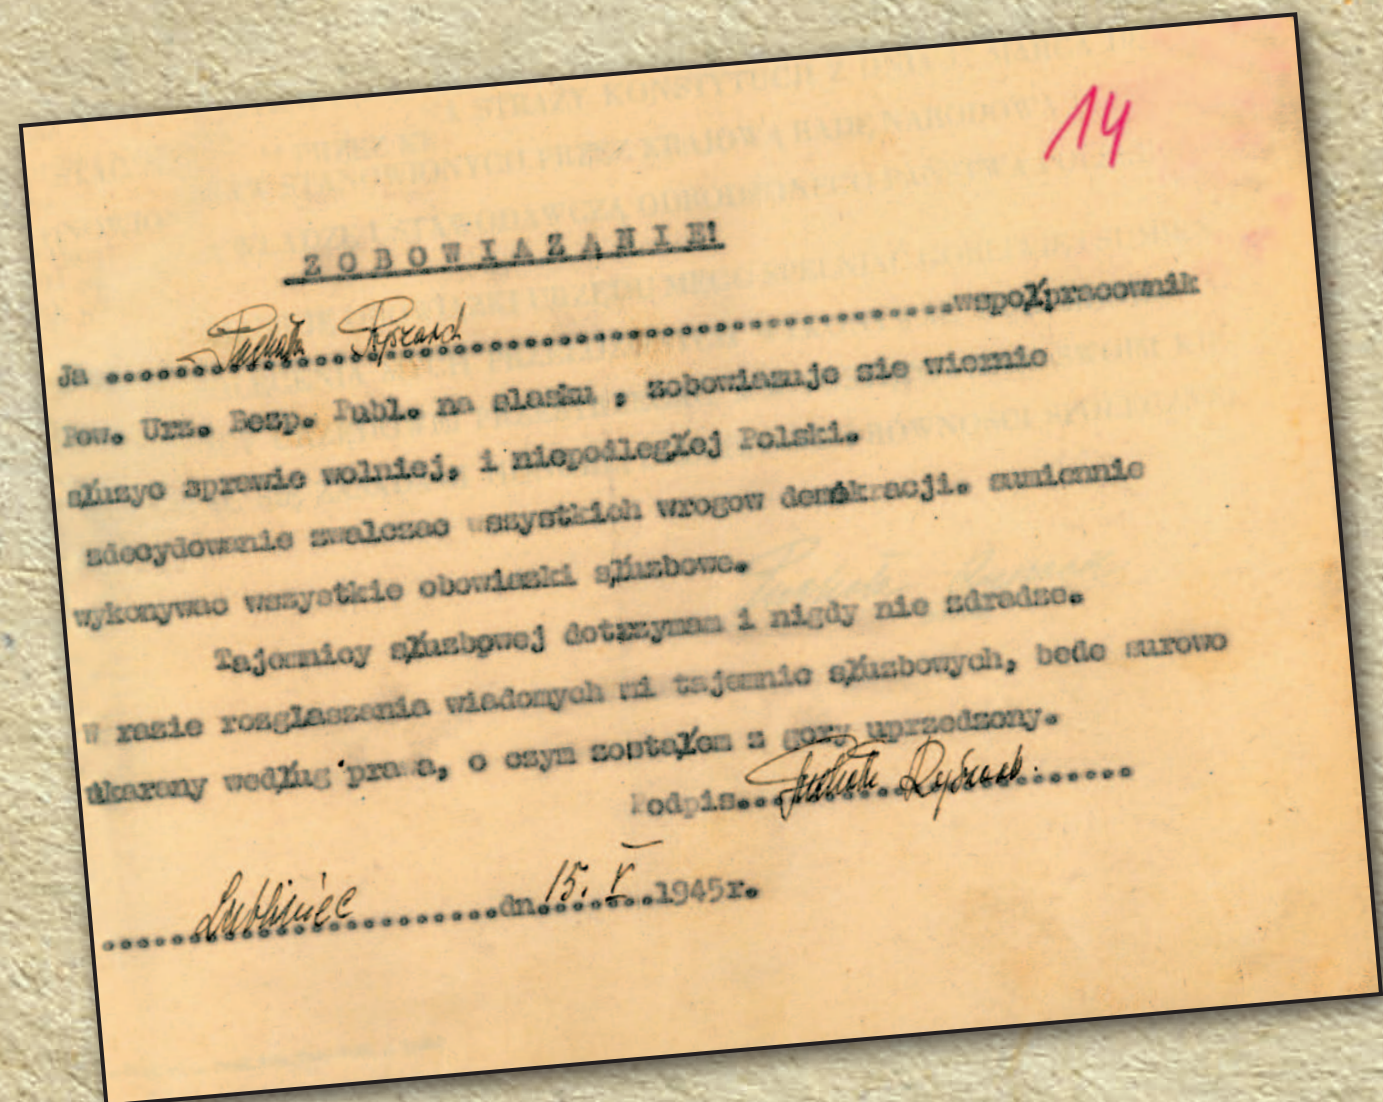 14
ZOBOWIAZANIE!
Ja ........................................wspołpracownik
Pow. Urz. Bezp. Publ. na slasku , zobowiazuje sie wiernie
słuzyc sprawie wolniej, i niepodległej Polski.
zdecydowanie zwalczac wszystkich wrogow demokracji. sumiennie
wykonywac wszystkie obowiazki słuzbowe.
Tajemnicy słuzbowej dotrzymam i nigdy nie zdradze.
W razie rozglaszania wiadomych mi tajemnic słuzbowych, bede surowo
ukarany według prawa, o czym zostałem z gory uprzedzony.
Podpis...
Lubliniec dn. 15. V 1945r.